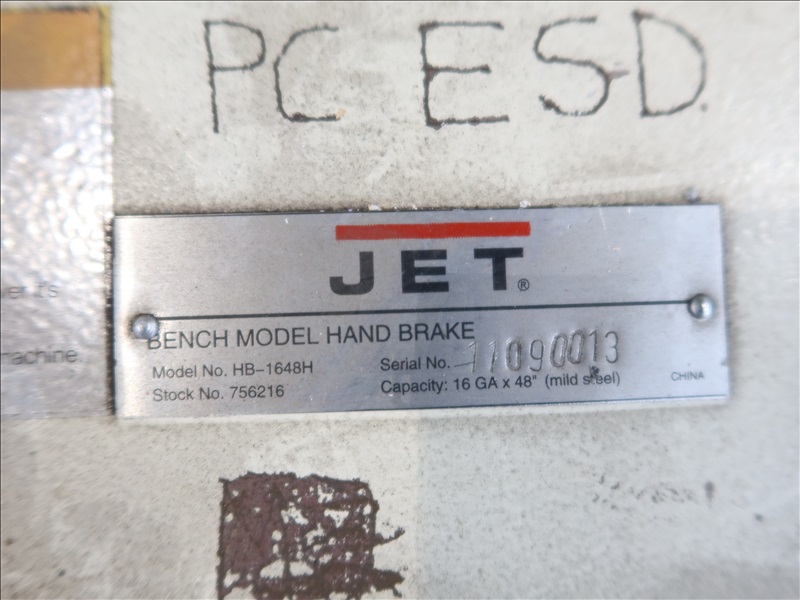 PC ESD
JET®
BENCH MODEL HAND BRAKE
Model No. HB-1648H
Serial No. 11090013
Stock No. 756216
Capacity: 16 GA x 48" (mild steel)
CHINA
machine